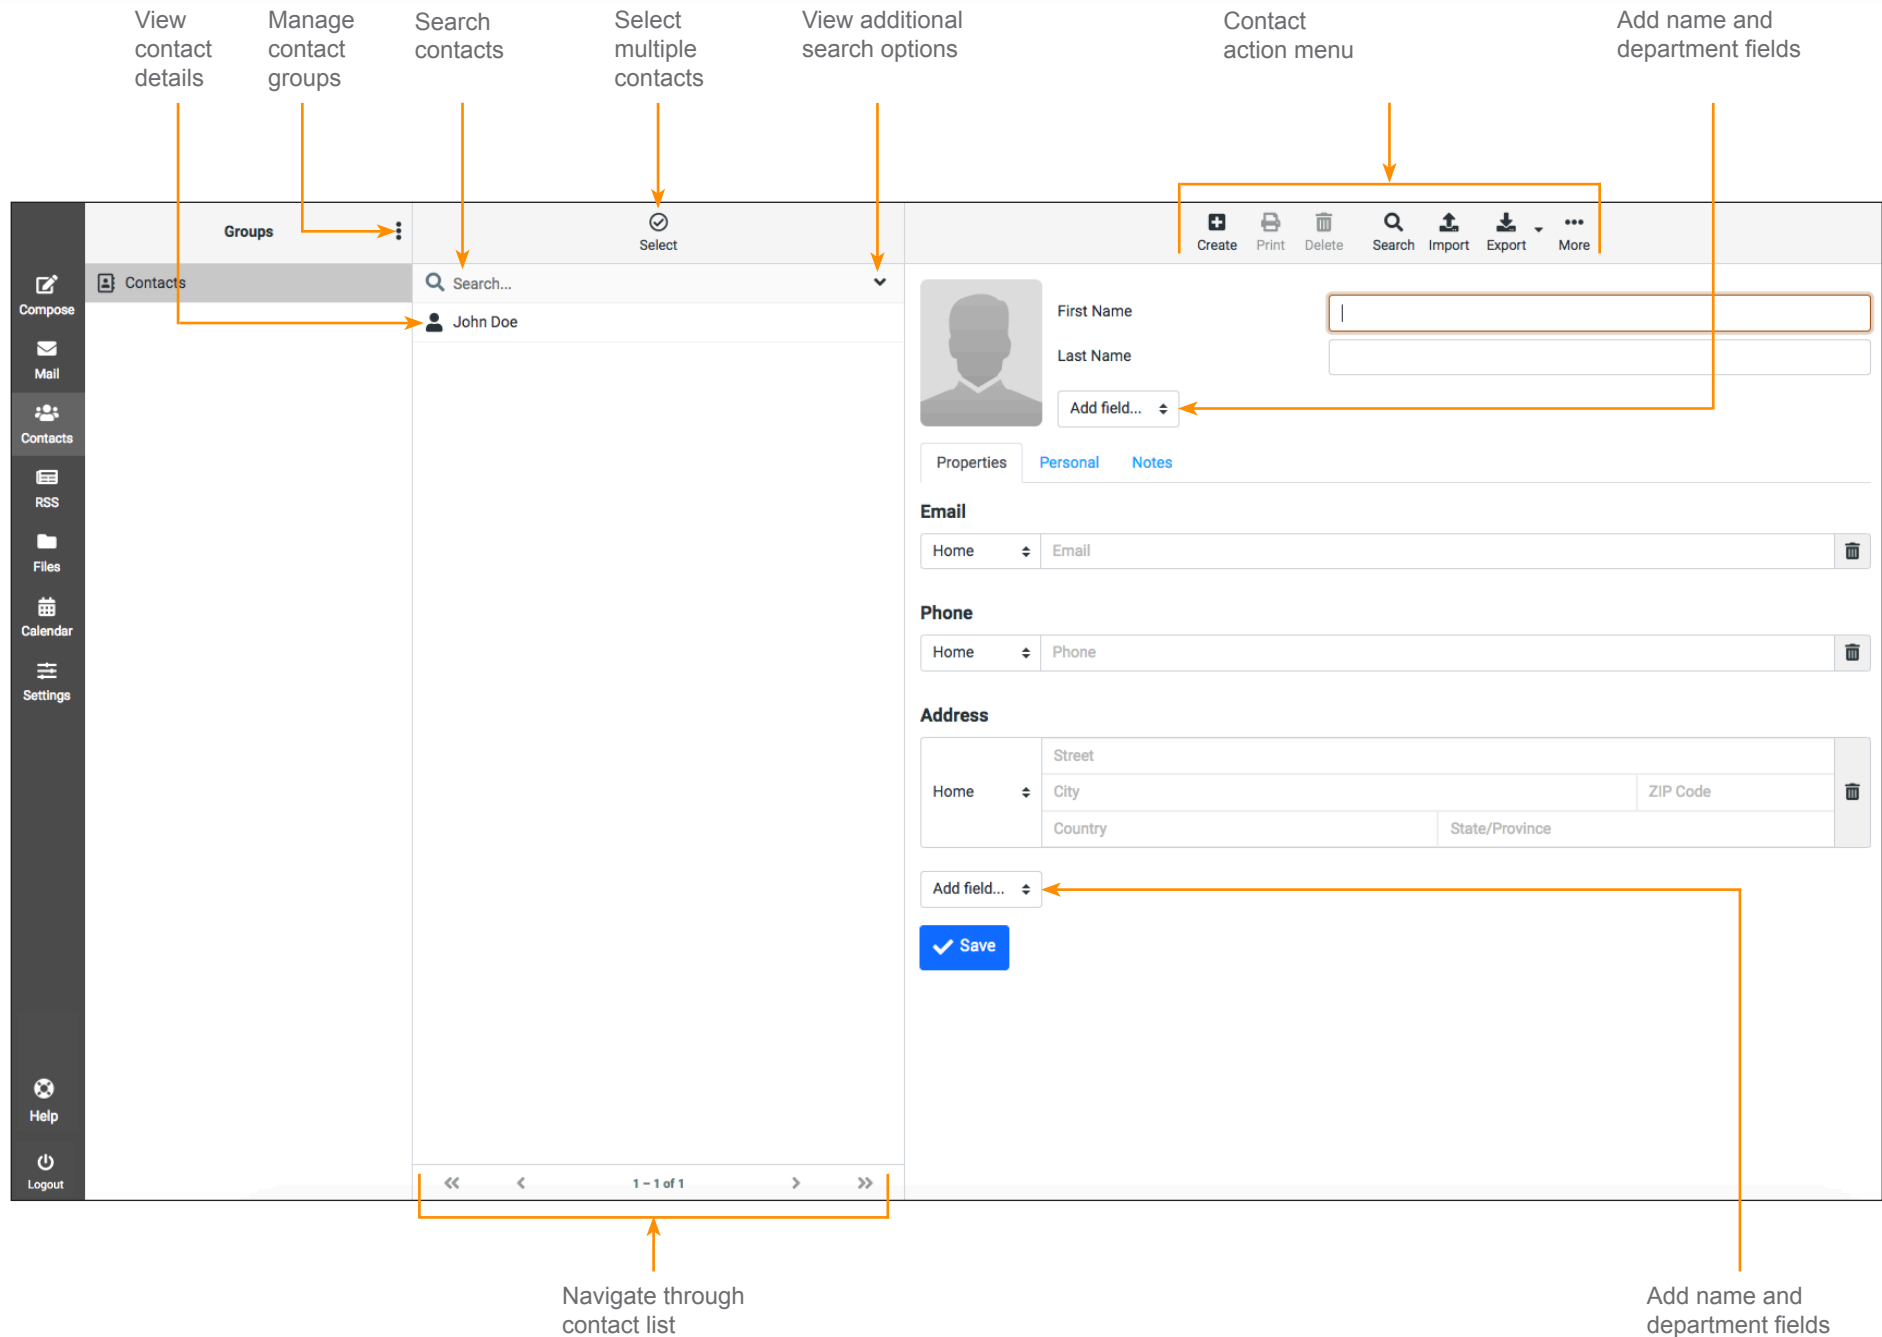 View
contact
details
Manage
contact
groups
Search
contacts
Select
multiple
contacts
View additional
search options
Contact
action menu
Add name and
department fields
Groups
Select
Create
Print
Delete
Search
Import
Export
More
Compose
Mail
Contacts
RSS
Files
Calendar
Settings
Help
Logout
Contacts
Search...
John Doe
1 – 1 of 1
First Name
Last Name
Add field...
Properties
Personal
Notes
Email
Home
Email
Phone
Home
Phone
Address
Home
Street
City
ZIP Code
Country
State/Province
Add field...
Save
Navigate through
contact list
Add name and
department fields